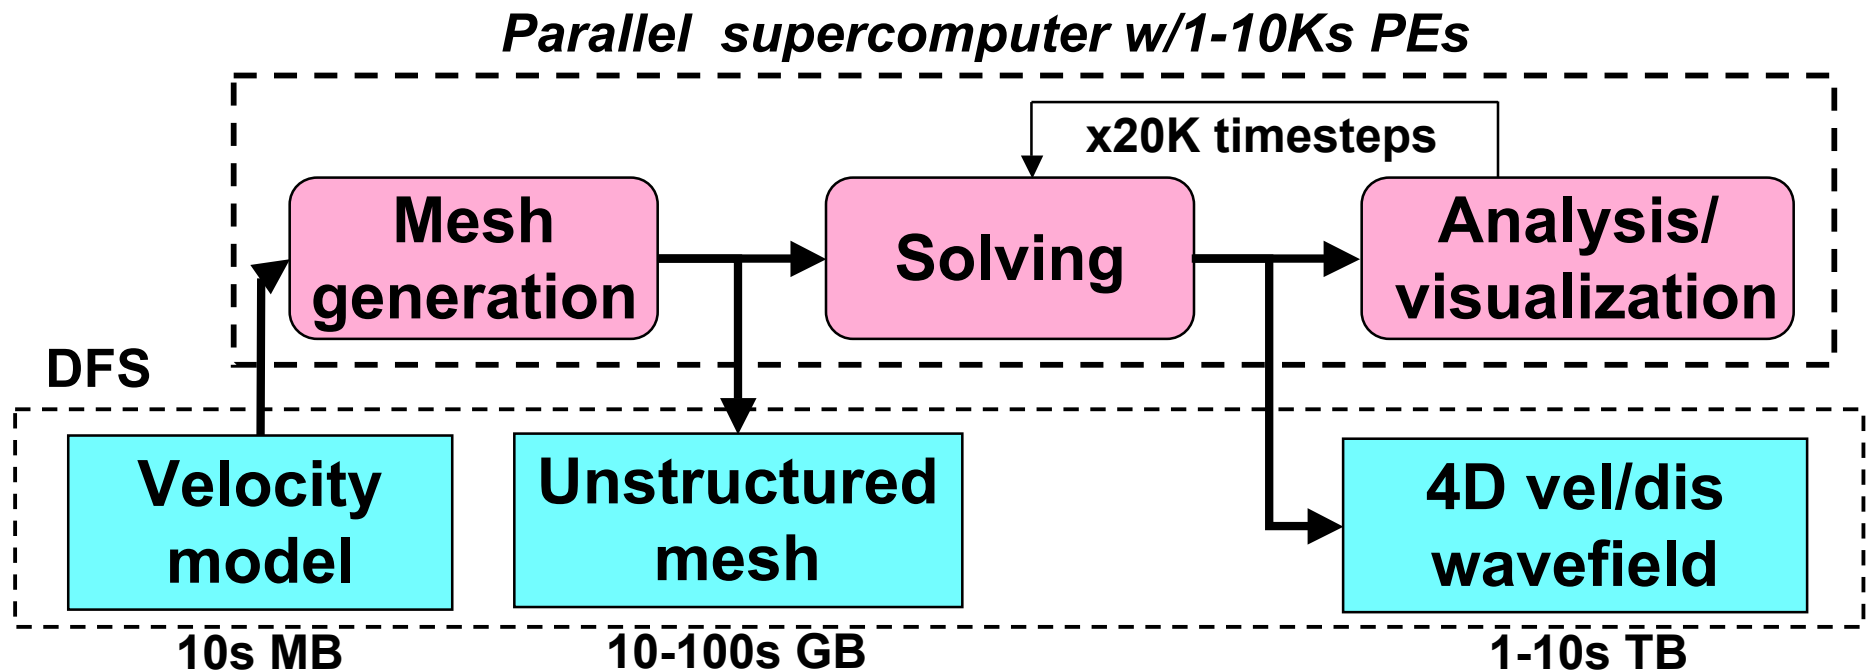 Parallel supercomputer w/1-10Ks PEs
x20K timesteps
Mesh
generation
Solving
Analysis/
visualization
DFS
Velocity
model
Unstructured
mesh
4D vel/dis
wavefield
10s MB
10-100s GB
1-10s TB